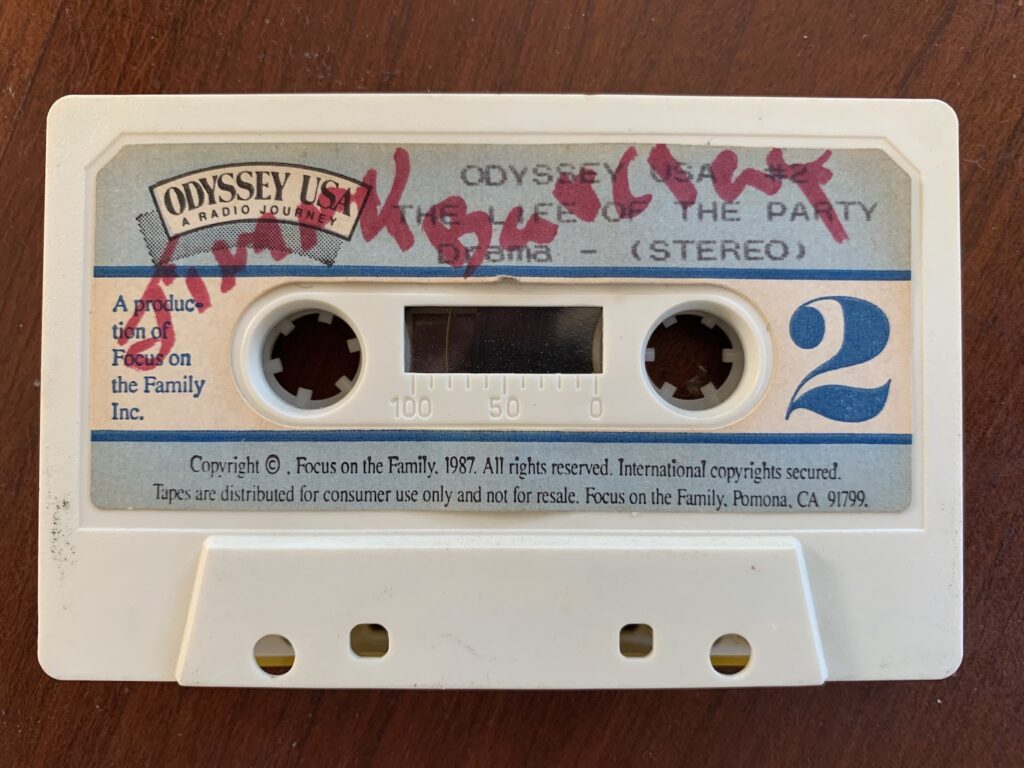 ODYSSEY USA
A RADIO JOURNEY
ODYSSEY USA #2
THE LIFE OF THE PARTY
Drama - (STEREO)
A produc-
tion of
Focus on
the Family
Inc.
2
100 50 0
Copyright © . Focus on the Family, 1987. All rights reserved. International copyrights secured.
Tapes are distributed for consumer use only and not for resale. Focus on the Family, Pomona, CA 91799.